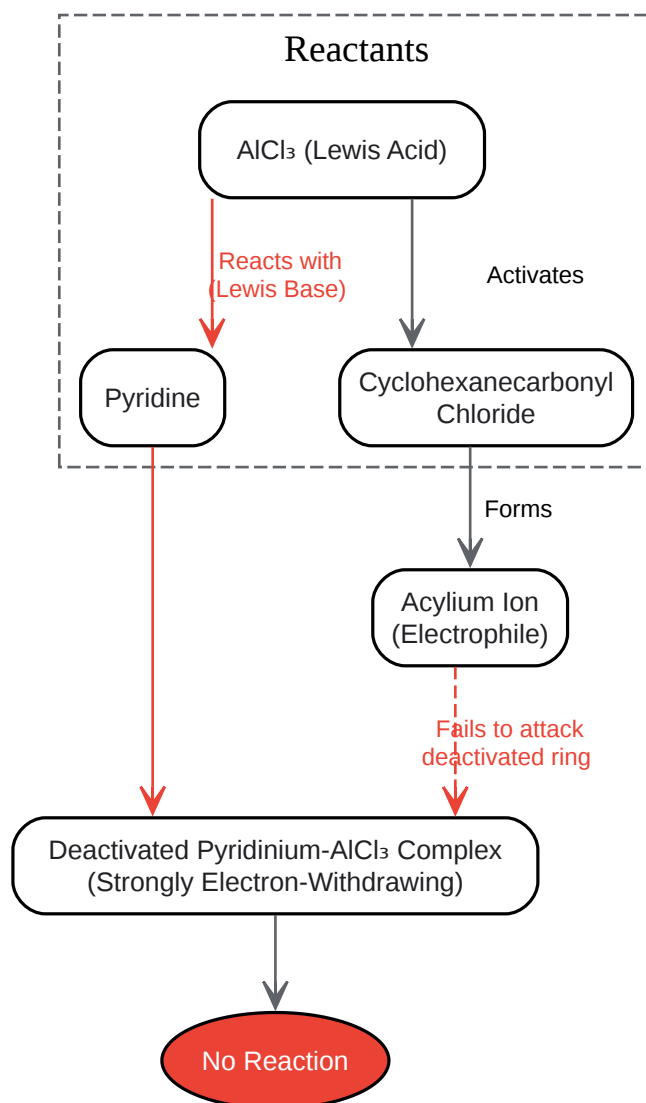 Reactants
AlCl₃ (Lewis Acid)
Reacts with
(Lewis Base)
Activates
Pyridine
Cyclohexanecarbonyl
Chloride
Forms
Acylium Ion
(Electrophile)
Fails to attack
deactivated ring
Deactivated Pyridinium-AlCl₃ Complex
(Strongly Electron-Withdrawing)
No Reaction